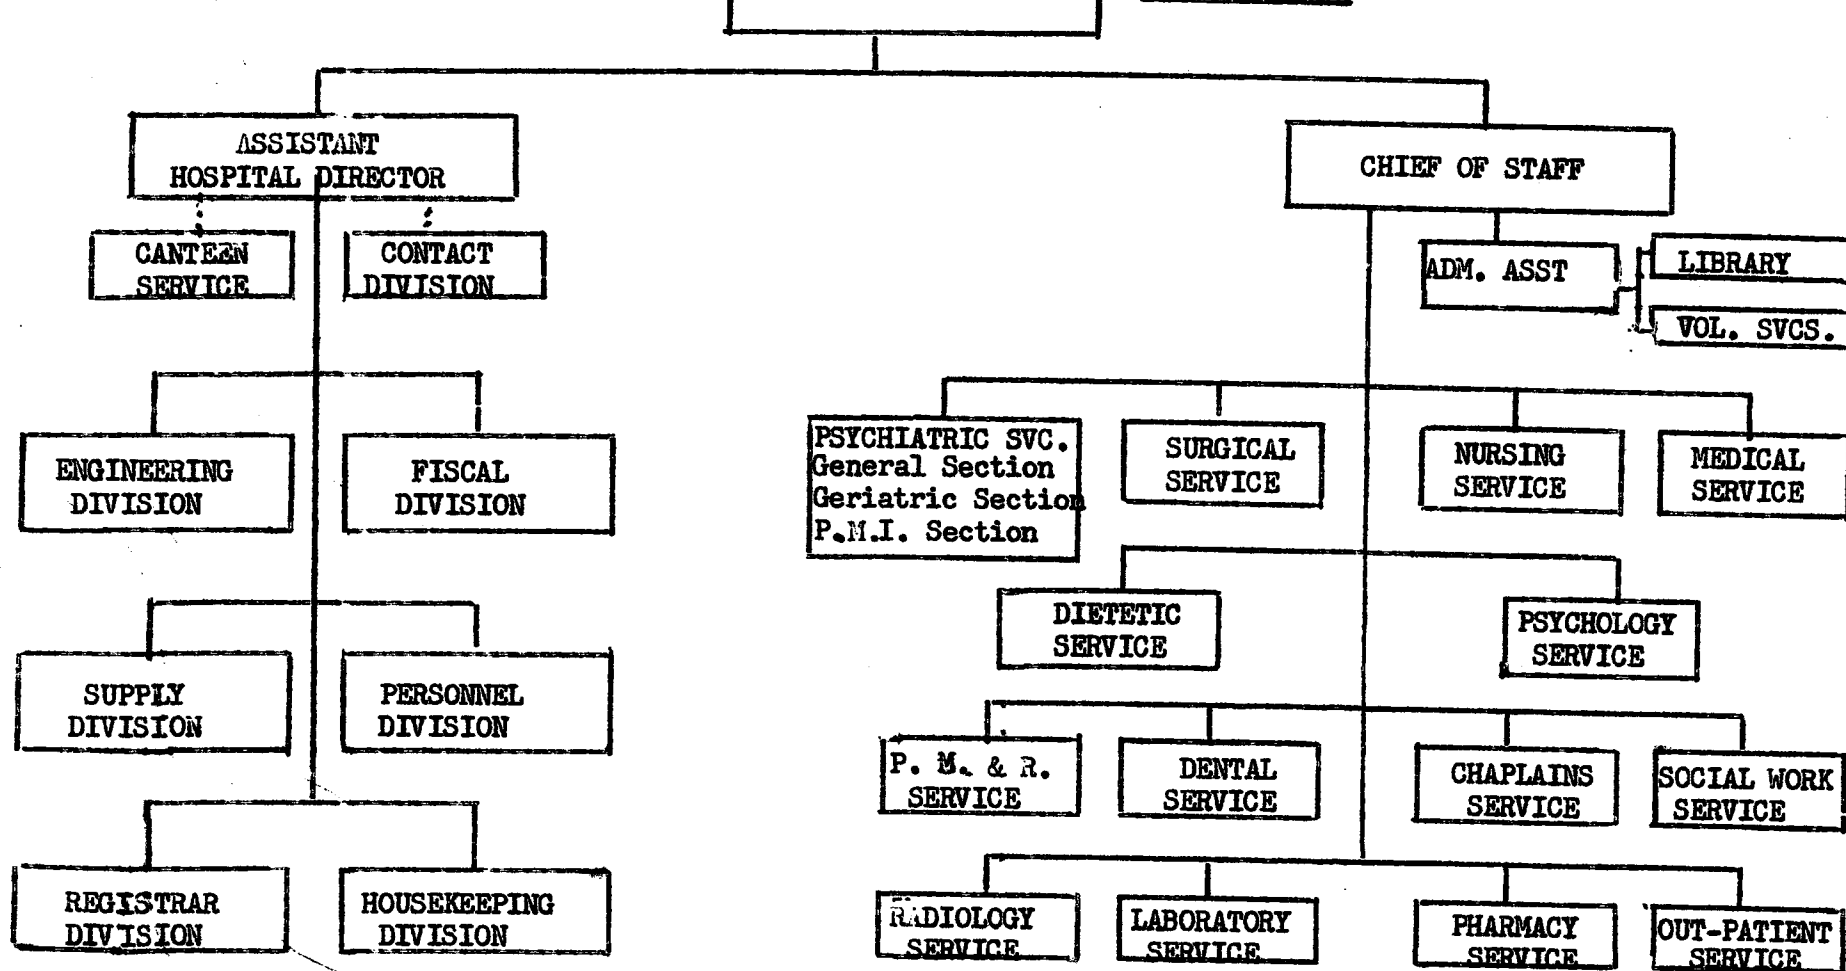 ASSISTANT
HOSPITAL DIRECTOR
CANTEEN
SERVICE
CONTACT
DIVISION
ENGINEERING
DIVISION
FISCAL
DIVISION
SUPPLY
DIVISION
PERSONNEL
DIVISION
REGISTRAR
DIVISION
HOUSEKEEPING
DIVISION
CHIEF OF STAFF
ADM. ASST
LIBRARY
VOL. SVCS.
PSYCHIATRIC SVC.
General Section
Geriatric Section
P.M.I. Section
SURGICAL
SERVICE
NURSING
SERVICE
MEDICAL
SERVICE
DIETETIC
SERVICE
PSYCHOLOGY
SERVICE
P. M. & R.
SERVICE
DENTAL
SERVICE
CHAPLAINS
SERVICE
SOCIAL WORK
SERVICE
RADIOLOGY
SERVICE
LABORATORY
SERVICE
PHARMACY
SERVICE
OUT-PATIENT
SERVICE